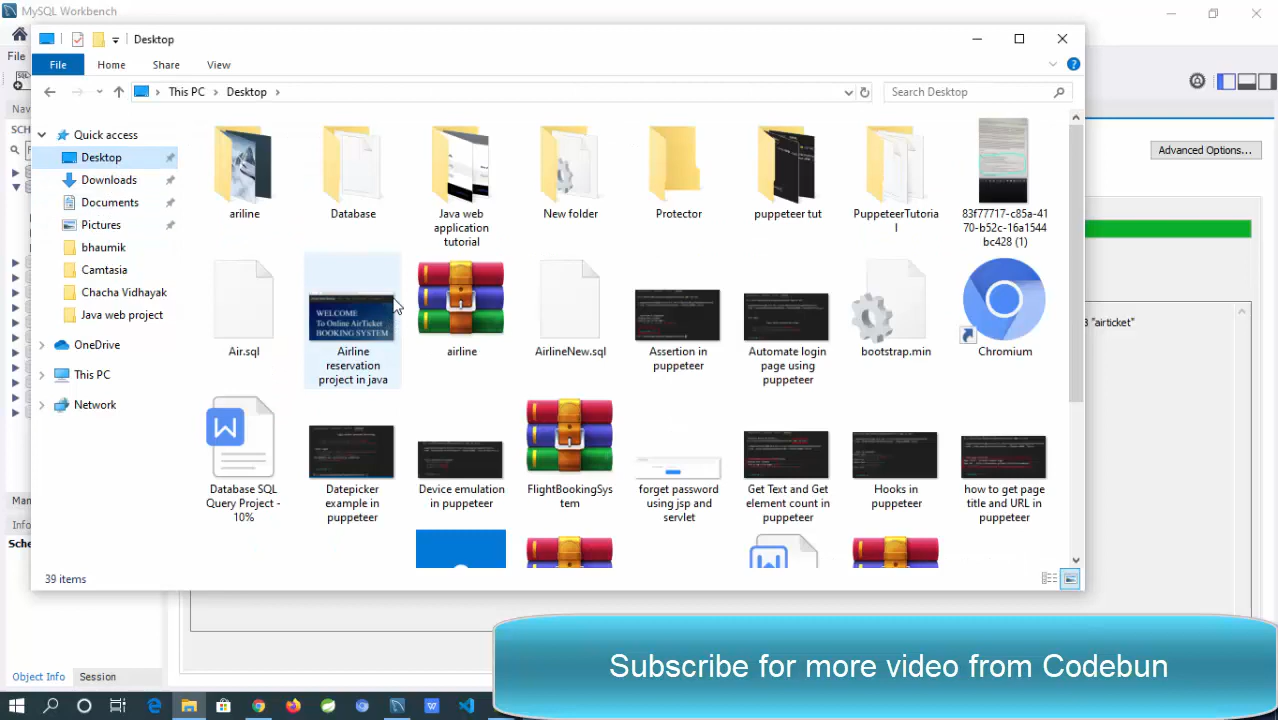 MySQL Workbench
Desktop
File
File Home Share View
This PC Desktop
Search Desktop
Quick access
Desktop
Downloads
Documents
Pictures
bhaumik
Camtasia
Chacha Vidhayak
Java web project
OneDrive
This PC
Network
ariline
Database
Java web
application
tutorial
New folder
Protector
puppeteer tut
PuppeteerTutoria
l
83f77717-c85a-41
70-b52c-16a1544
bc428 (1)
Air.sql
WELCOME
To Online AirTicket
BOOKING SYSTEM
Airline
reservation
project in java
airline
AirlineNew.sql
Assertion in
puppeteer
Automate login
page using
puppeteer
bootstrap.min
Chromium
W
Database SQL
Query Project -
10%
Datepicker
example in
puppeteer
Device emulation
in puppeteer
FlightBookingSys
tem
forget password
using jsp and
servlet
Get Text and Get
element count in
puppeteer
Hooks in
puppeteer
how to get page
title and URL in
puppeteer
39 items
Advanced Options...
"airticket"
Object Info Session
Subscribe for more video from Codebun